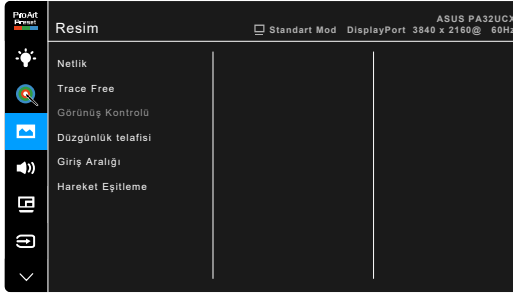 ProArt
Preset
Resim
ASUS PA32UCX
Standart Mod DisplayPort 3840 x 2160@ 60Hz
Netlik
Trace Free
Görünüş Kontrolü
Düzgünlük telafisi
Giriş Aralığı
Hareket Eşitleme